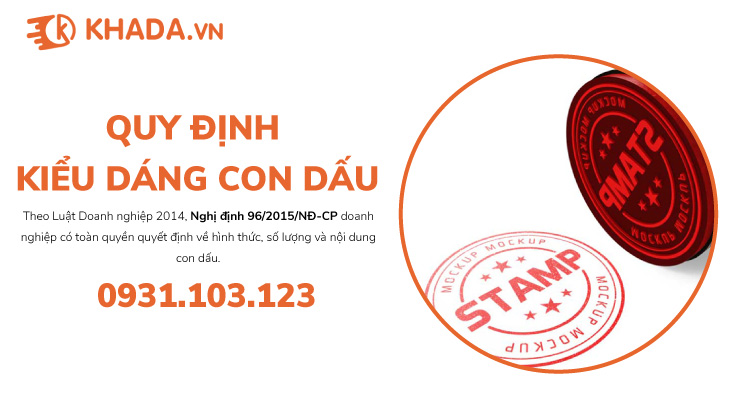 KHADA.VN
QUY ĐỊNH
KIỂU DÁNG CON DẤU
Theo Luật Doanh nghiệp 2014, Nghị định 96/2015/NĐ-CP doanh
nghiệp có toàn quyền quyết định về hình thức, số lượng và nội dung
con dấu.
0931.103.123
MOCKUP MOCKUP
STAMP
MOCKUP MOCKUP
MOCKUP MOCKUP
STAMP
MOCKUP MOCKUP